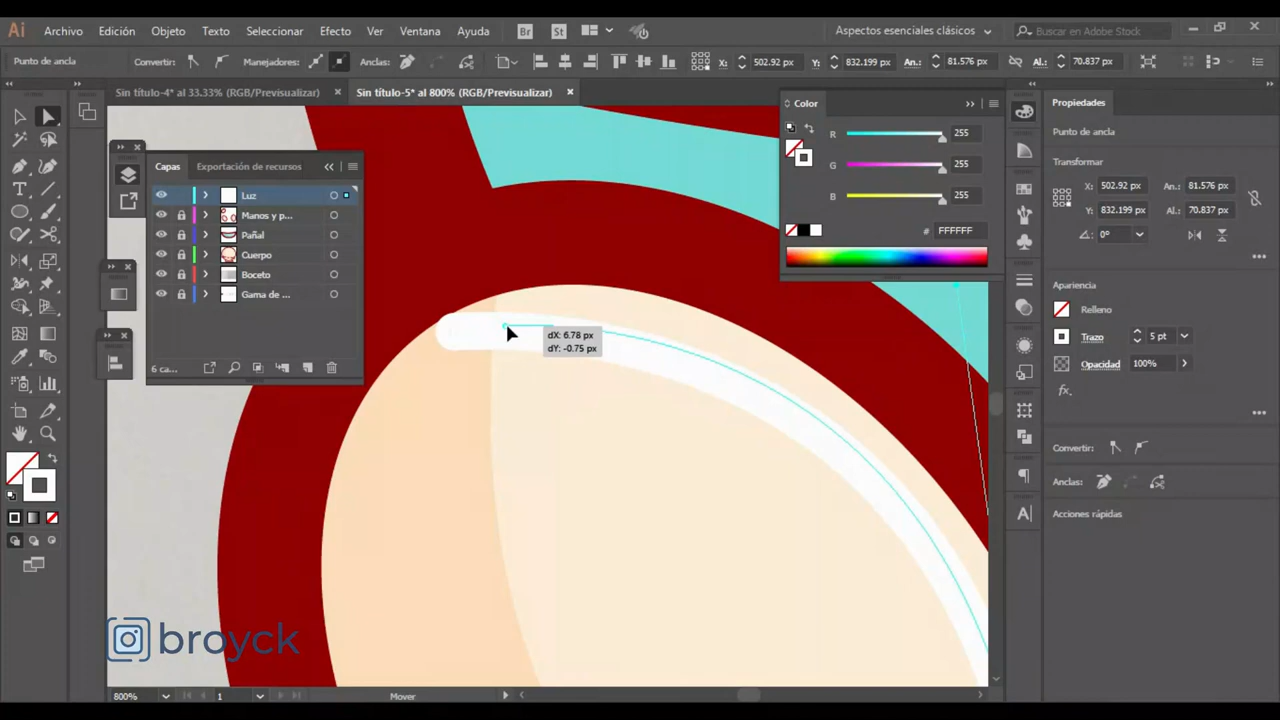 Ai Archivo Edición Objeto Texto Seleccionar Efecto Ver Ventana Ayuda Br St Aspectos esenciales clásicos Buscar en Adobe Stock
Punto de ancla Convertir: Manejadores: Anclas: X: 502.92 px Y: 832.199 px An.: 81.576 px Al.: 70.837 px
Sin título-4* al 33.33% (RGB/Previsualizar) × Sin título-5* al 800% (RGB/Previsualizar) ×
Color
R 255
G 255
B 255
# FFFFFF
Capas Exportación de recursos
Luz
Manos y p...
Pañal
Cuerpo
Boceto
Gama de ...
6 ca...
dX: 6.78 px
dY: -0.75 px
Propiedades
Punto de ancla
Transformar
X: 502.92 px An.: 81.576 px
Y: 832.199 px Al.: 70.837 px
0°
Apariencia
Relleno
Trazo 5 pt
Opacidad 100%
fx.
Convertir:
Anclas:
Acciones rápidas
broyck
800% 1 Mover